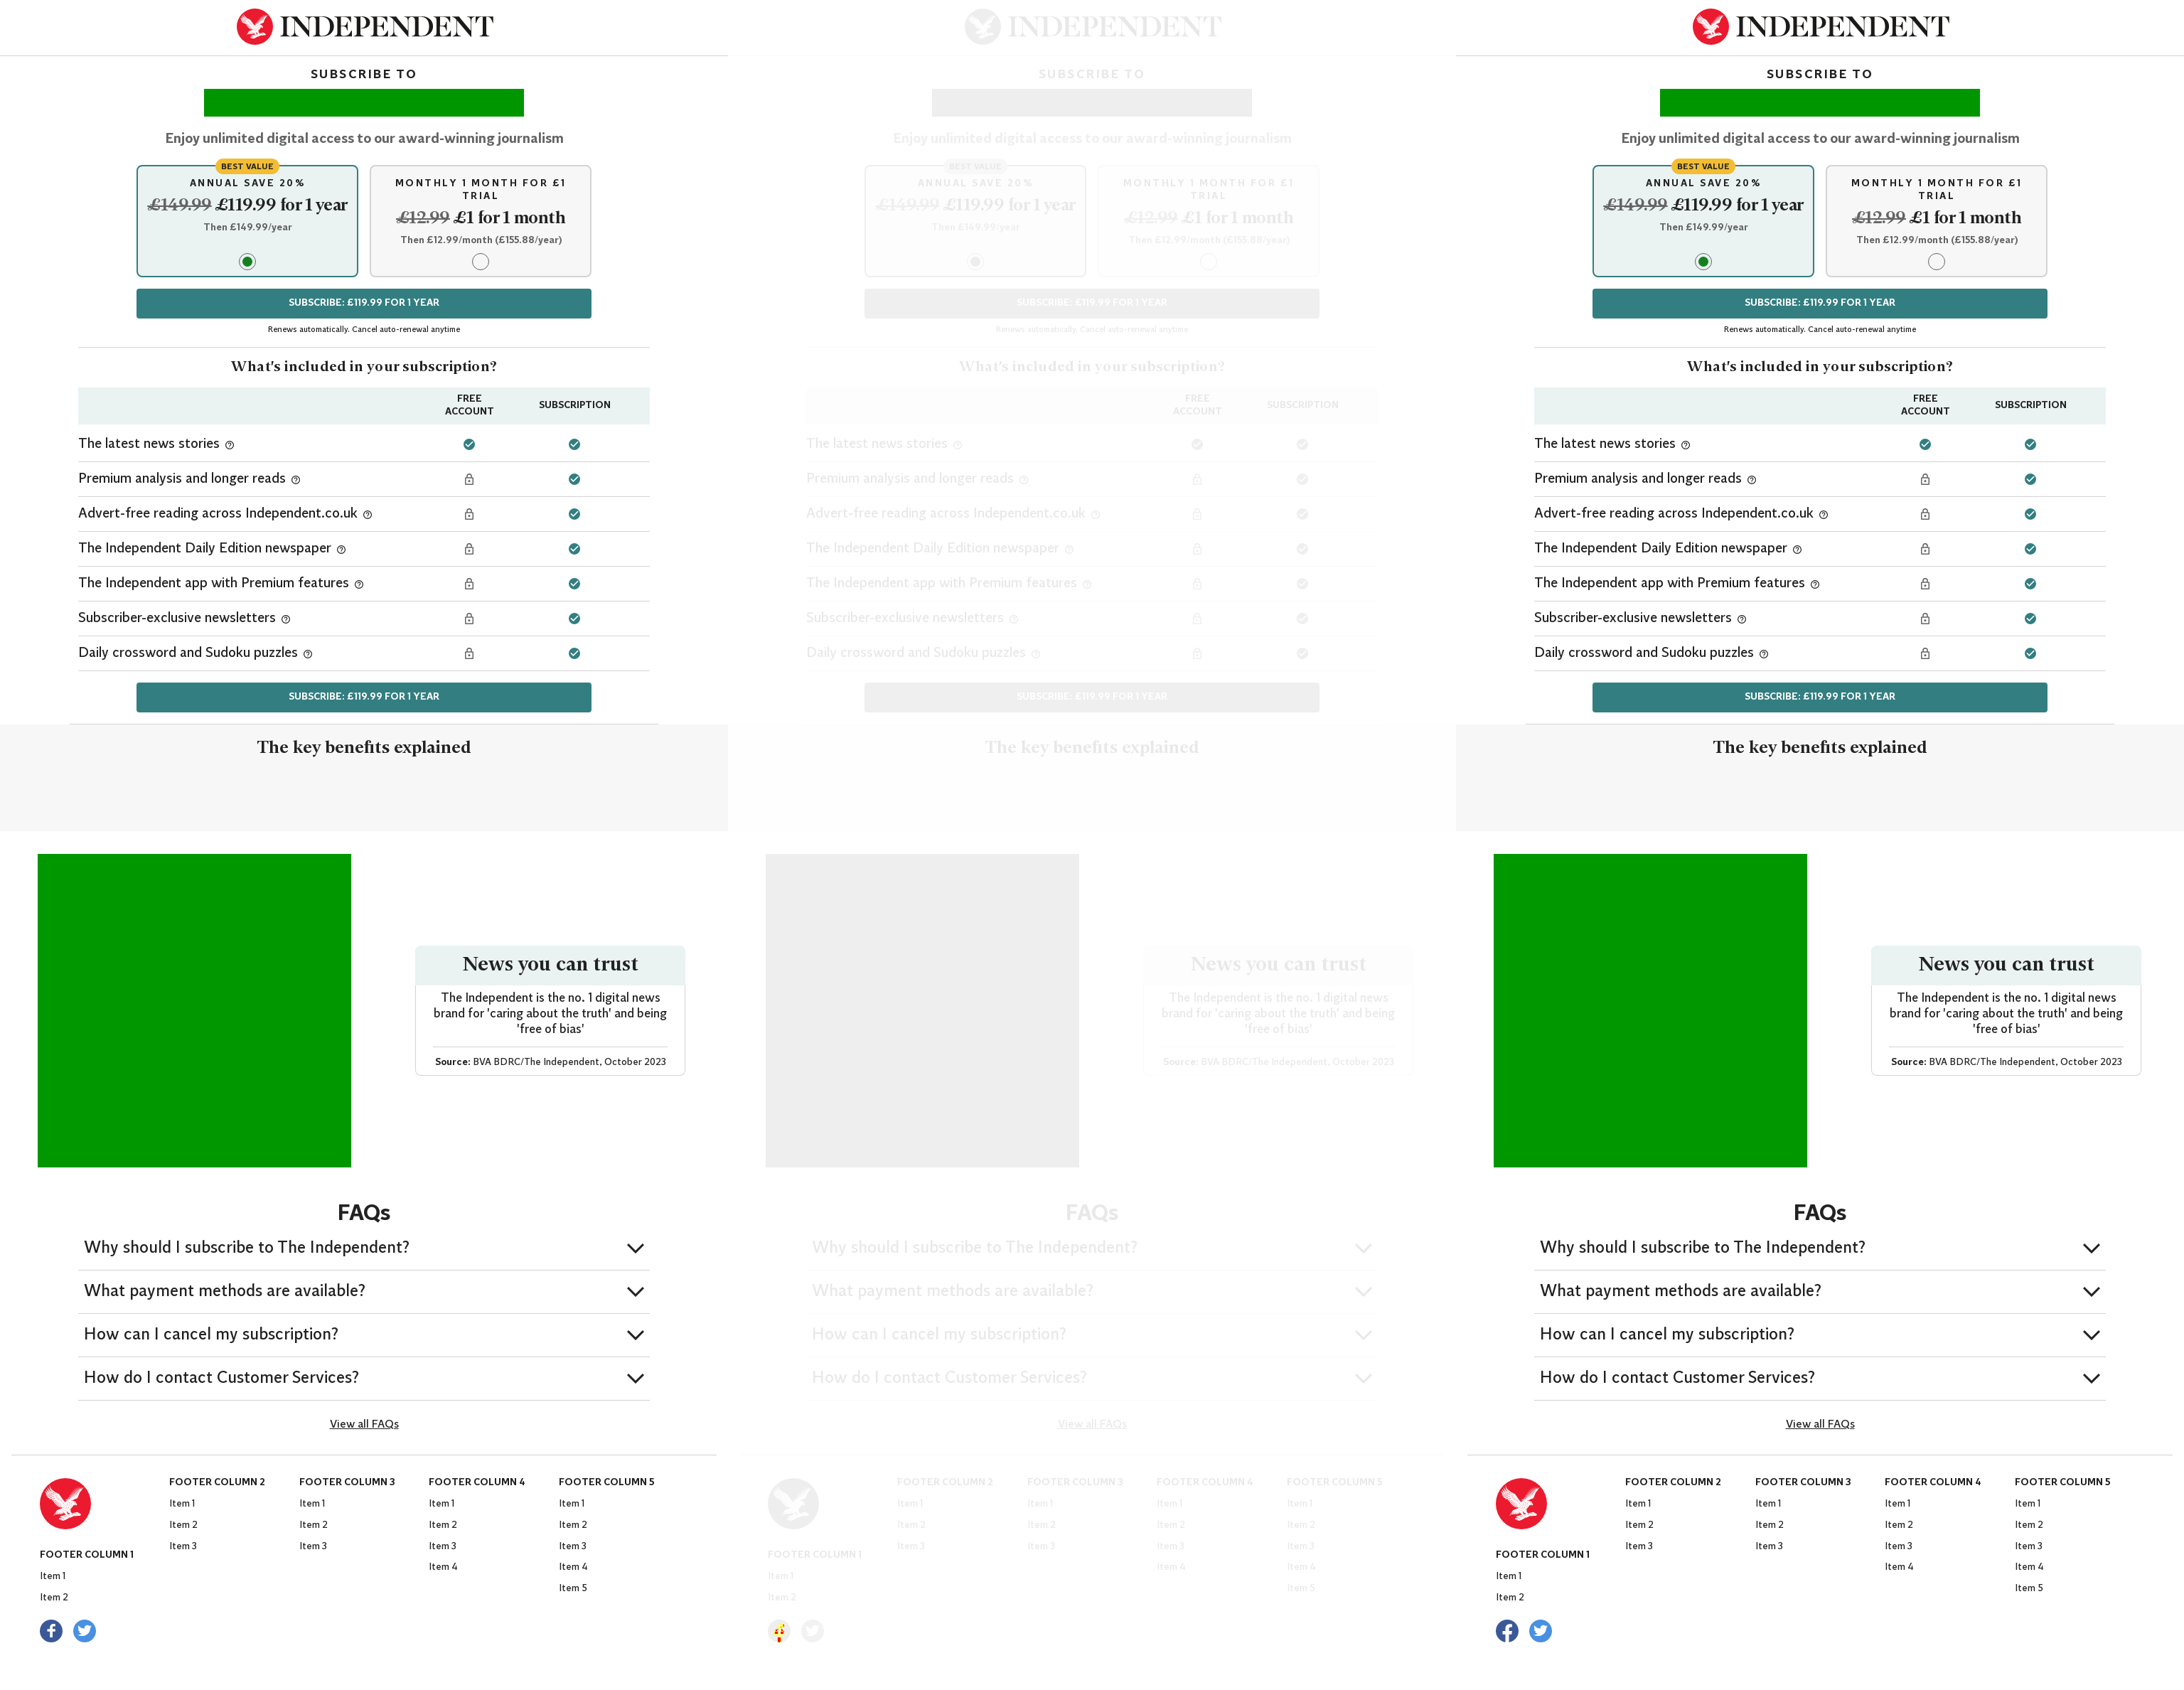 INDEPENDENT
SUBSCRIBE TO
Enjoy unlimited digital access to our award-winning journalism
BEST VALUE
ANNUAL SAVE 20%
£149.99 £119.99 for 1 year
Then £149.99/year
MONTHLY 1 MONTH FOR £1
TRIAL
£12.99 £1 for 1 month
Then £12.99/month (£155.88/year)
SUBSCRIBE: £119.99 FOR 1 YEAR
Renews automatically. Cancel auto-renewal anytime
What's included in your subscription?
FREE
ACCOUNT
SUBSCRIPTION
The latest news stories
Premium analysis and longer reads
Advert-free reading across Independent.co.uk
The Independent Daily Edition newspaper
The Independent app with Premium features
Subscriber-exclusive newsletters
Daily crossword and Sudoku puzzles
SUBSCRIBE: £119.99 FOR 1 YEAR
The key benefits explained
News you can trust
The Independent is the no. 1 digital news
brand for 'caring about the truth' and being
'free of bias'
Source: BVA BDRC/The Independent, October 2023
FAQs
Why should I subscribe to The Independent?
What payment methods are available?
How can I cancel my subscription?
How do I contact Customer Services?
View all FAQs
FOOTER COLUMN 1
Item 1
Item 2
FOOTER COLUMN 2
Item 1
Item 2
Item 3
FOOTER COLUMN 3
Item 1
Item 2
Item 3
FOOTER COLUMN 4
Item 1
Item 2
Item 3
Item 4
FOOTER COLUMN 5
Item 1
Item 2
Item 3
Item 4
Item 5
INDEPENDENT
SUBSCRIBE TO
Enjoy unlimited digital access to our award-winning journalism
BEST VALUE
ANNUAL SAVE 20%
£149.99 £119.99 for 1 year
Then £149.99/year
MONTHLY 1 MONTH FOR £1
TRIAL
£12.99 £1 for 1 month
Then £12.99/month (£155.88/year)
SUBSCRIBE: £119.99 FOR 1 YEAR
Renews automatically. Cancel auto-renewal anytime
What's included in your subscription?
FREE
ACCOUNT
SUBSCRIPTION
The latest news stories
Premium analysis and longer reads
Advert-free reading across Independent.co.uk
The Independent Daily Edition newspaper
The Independent app with Premium features
Subscriber-exclusive newsletters
Daily crossword and Sudoku puzzles
SUBSCRIBE: £119.99 FOR 1 YEAR
The key benefits explained
News you can trust
The Independent is the no. 1 digital news
brand for 'caring about the truth' and being
'free of bias'
Source: BVA BDRC/The Independent, October 2023
FAQs
Why should I subscribe to The Independent?
What payment methods are available?
How can I cancel my subscription?
How do I contact Customer Services?
View all FAQs
FOOTER COLUMN 1
Item 1
Item 2
FOOTER COLUMN 2
Item 1
Item 2
Item 3
FOOTER COLUMN 3
Item 1
Item 2
Item 3
FOOTER COLUMN 4
Item 1
Item 2
Item 3
Item 4
FOOTER COLUMN 5
Item 1
Item 2
Item 3
Item 4
Item 5
INDEPENDENT
SUBSCRIBE TO
Enjoy unlimited digital access to our award-winning journalism
BEST VALUE
ANNUAL SAVE 20%
£149.99 £119.99 for 1 year
Then £149.99/year
MONTHLY 1 MONTH FOR £1
TRIAL
£12.99 £1 for 1 month
Then £12.99/month (£155.88/year)
SUBSCRIBE: £119.99 FOR 1 YEAR
Renews automatically. Cancel auto-renewal anytime
What's included in your subscription?
FREE
ACCOUNT
SUBSCRIPTION
The latest news stories
Premium analysis and longer reads
Advert-free reading across Independent.co.uk
The Independent Daily Edition newspaper
The Independent app with Premium features
Subscriber-exclusive newsletters
Daily crossword and Sudoku puzzles
SUBSCRIBE: £119.99 FOR 1 YEAR
The key benefits explained
News you can trust
The Independent is the no. 1 digital news
brand for 'caring about the truth' and being
'free of bias'
Source: BVA BDRC/The Independent, October 2023
FAQs
Why should I subscribe to The Independent?
What payment methods are available?
How can I cancel my subscription?
How do I contact Customer Services?
View all FAQs
FOOTER COLUMN 1
Item 1
Item 2
FOOTER COLUMN 2
Item 1
Item 2
Item 3
FOOTER COLUMN 3
Item 1
Item 2
Item 3
FOOTER COLUMN 4
Item 1
Item 2
Item 3
Item 4
FOOTER COLUMN 5
Item 1
Item 2
Item 3
Item 4
Item 5